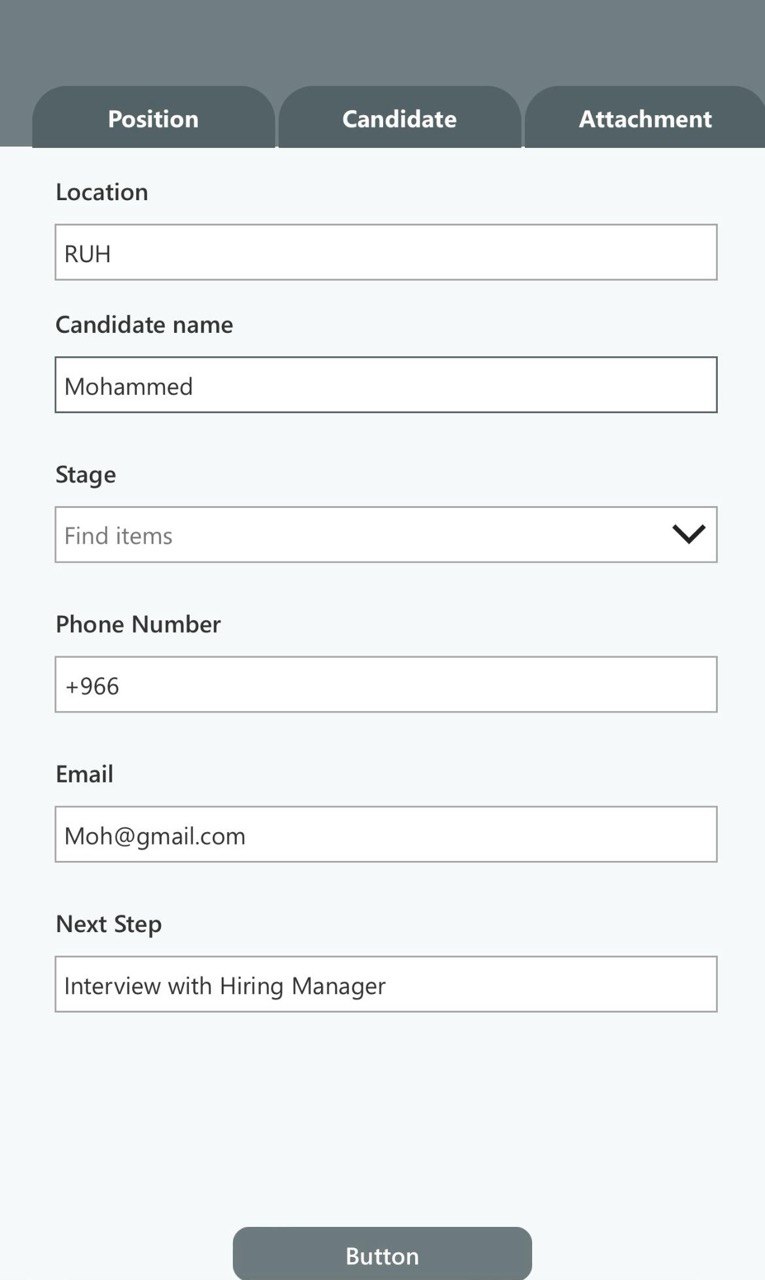 Position Candidate Attachment
Location
RUH
Candidate name
Mohammed
Stage
Find items
Phone Number
+966
Email
Moh@gmail.com
Next Step
Interview with Hiring Manager
Button